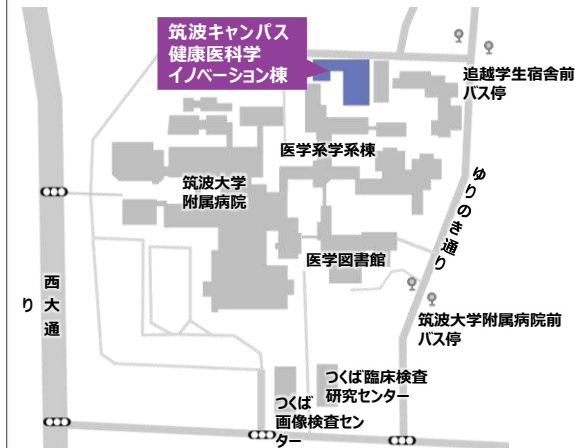 筑波キャンパス
健康医科学
イノベーション棟
追越学生宿舎前
バス停
医学系学系棟
筑波大学
附属病院
ゆりのき通り
医学図書館
西大通り
筑波大学附属病院前
バス停
つくば臨床検査
研究センター
つくば
画像検査セン
ター